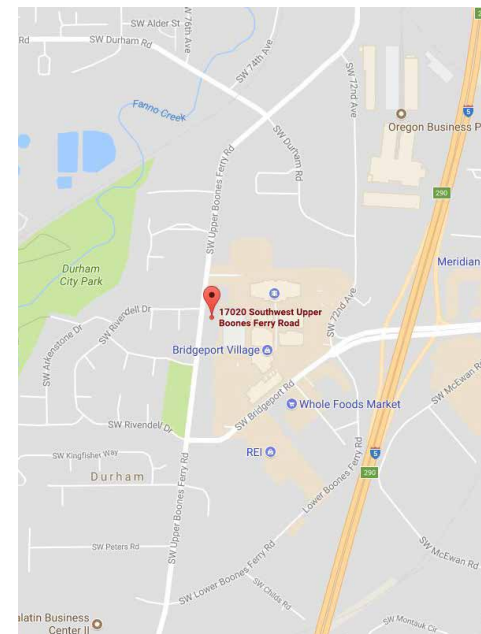 SW Alder St
N 76th Ave
Rd
SW Durham Rd
SW 74th Ave
SW 72nd Ave
Fanno Creek
5
Oregon Business P
SW Upper Boones Ferry Rd
SW Durham Rd
290
Meridian
Durham
City Park
17020 Southwest Upper
Boones Ferry Road
SW Rivendell Dr
SW 72nd Ave
SW Arkenstone Dr
Bridgeport Village
SW Bridgeport Rd
SW McEwan Rd
Whole Foods Market
SW Rivendell Dr
SW Kingfisher Way
REI
5
290
Durham
SW Upper Boones Ferry Rd
Lower Boones Ferry Rd
SW Peters Rd
SW McEwan Rd
SW Lower Boones Ferry Rd
SW Childs Rd
alatin Business
Center II
SW Montauk Cir